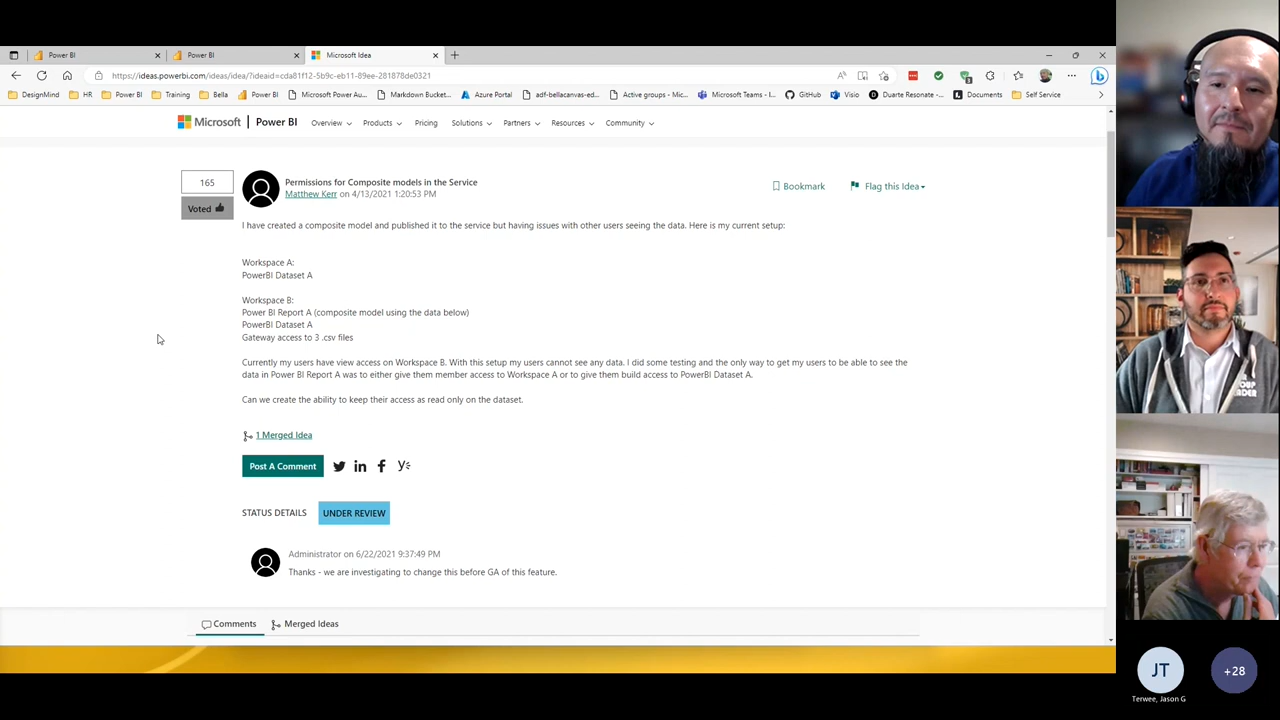 Power BI
Power BI
Microsoft Idea
https://ideas.powerbi.com/ideas/idea/?ideaid=cda81f12-5b9c-eb11-89ee-281878de0321
DesignMind
HR
Power BI
Training
Bella
Power BI
Microsoft Power Au...
Markdown Bucket...
Azure Portal
adf-bellacanvas-ed...
Active groups - Mic...
Microsoft Teams - I...
GitHub
Visio
Duarte Resonate -...
Documents
Self Service
Microsoft
Power BI
Overview
Products
Pricing
Solutions
Partners
Resources
Community
165
Voted
Permissions for Composite models in the Service
Matthew Kerr on 4/13/2021 1:20:53 PM
Bookmark
Flag this Idea
I have created a composite model and published it to the service but having issues with other users seeing the data. Here is my current setup:
Workspace A:
PowerBI Dataset A
Workspace B:
Power BI Report A (composite model using the data below)
PowerBI Dataset A
Gateway access to 3 .csv files
Currently my users have view access on Workspace B. With this setup my users cannot see any data. I did some testing and the only way to get my users to be able to see the
data in Power BI Report A was to either give them member access to Workspace A or to give them build access to PowerBI Dataset A.
Can we create the ability to keep their access as read only on the dataset.
1 Merged Idea
Post A Comment
STATUS DETAILS
UNDER REVIEW
Administrator on 6/22/2021 9:37:49 PM
Thanks - we are investigating to change this before GA of this feature.
Comments
Merged Ideas
JT
Terwee, Jason G
+28